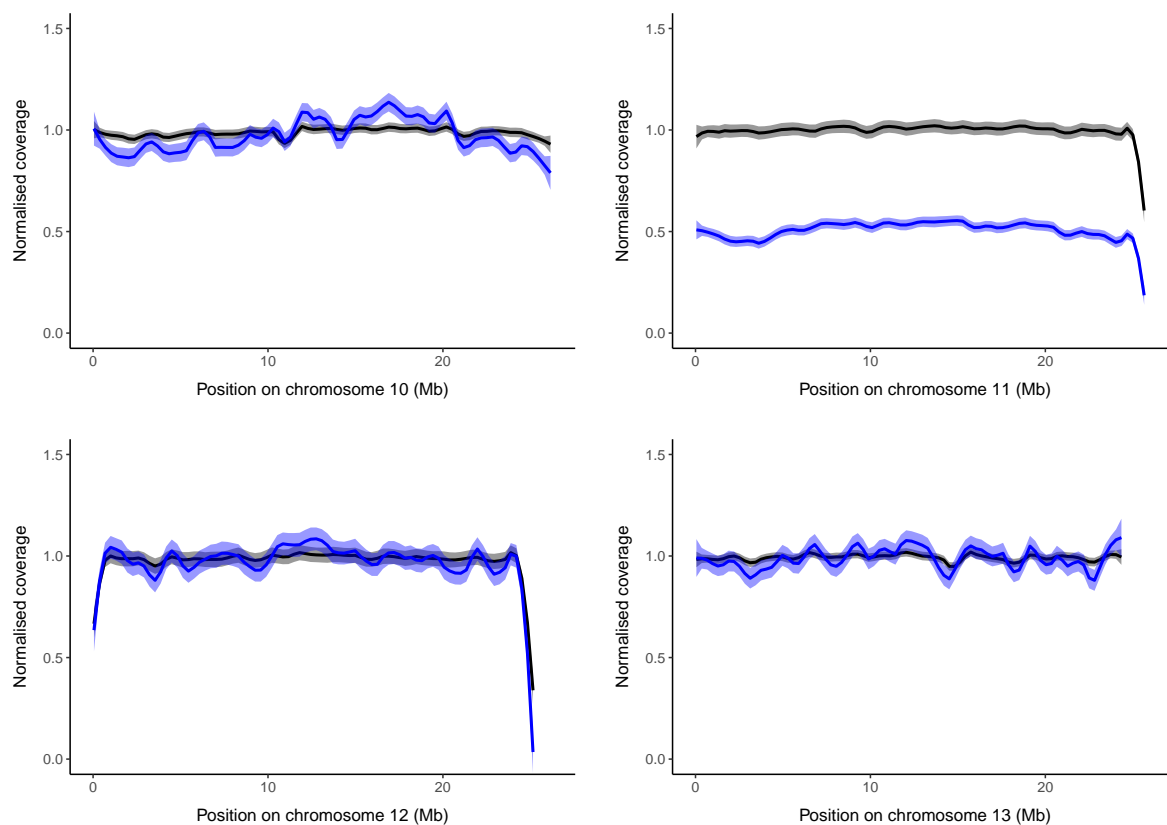 1.5
1.0
0.5
0.0
Normalised coverage
0 10 20
Position on chromosome 10 (Mb)
1.5
1.0
0.5
0.0
Normalised coverage
0 10 20
Position on chromosome 11 (Mb)
1.5
1.0
0.5
0.0
Normalised coverage
0 10 20
Position on chromosome 12 (Mb)
1.5
1.0
0.5
0.0
Normalised coverage
0 10 20
Position on chromosome 13 (Mb)